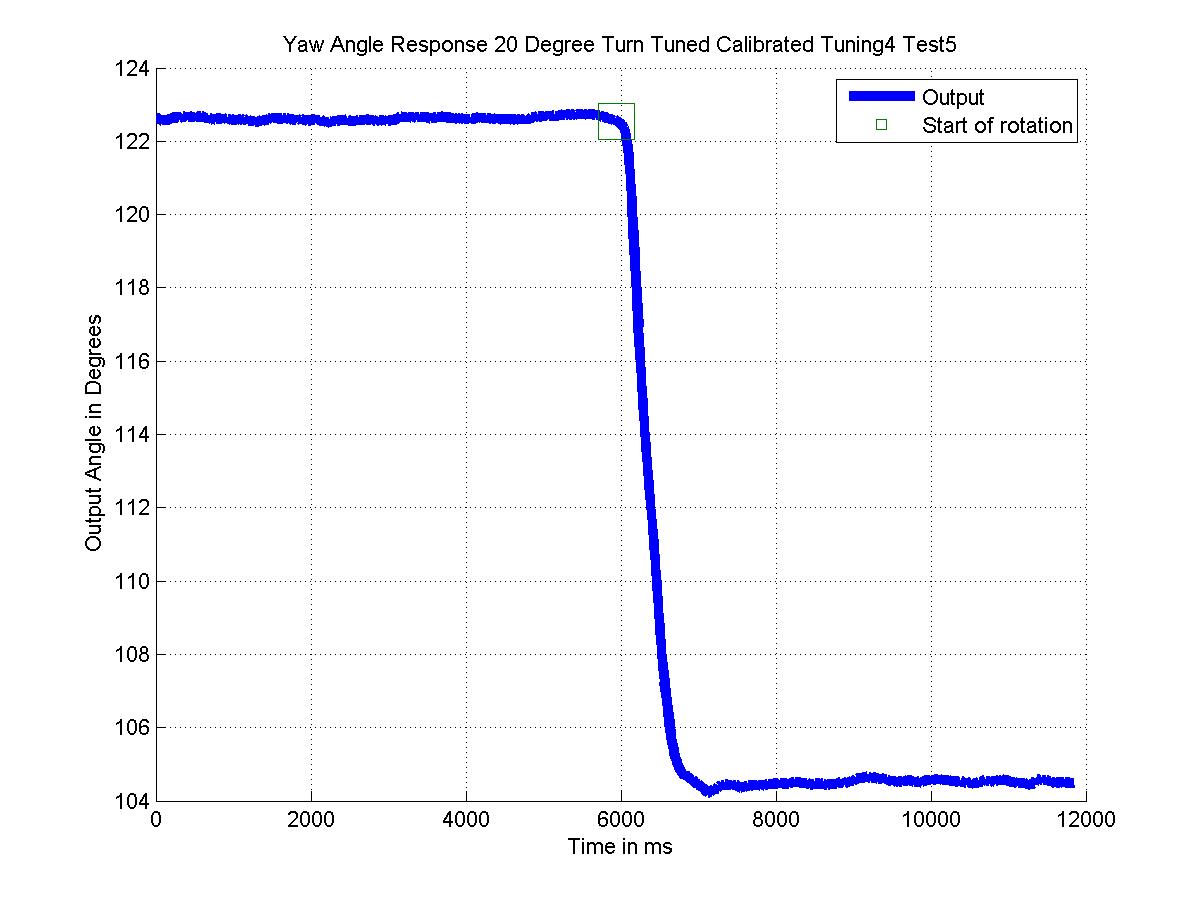 Yaw Angle Response 20 Degree Turn Tuned Calibrated Tuning4 Test5
Output
Start of rotation
Output Angle in Degrees
124
122
120
118
116
114
112
110
108
106
104
0 2000 4000 6000 8000 10000 12000
Time in ms